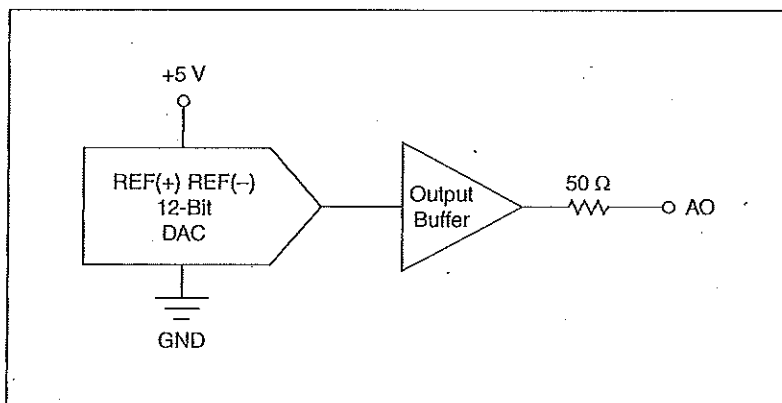 +5 V
REF(+) REF(–)
12-Bit
DAC
GND
Output
Buffer
50 Ω
AO